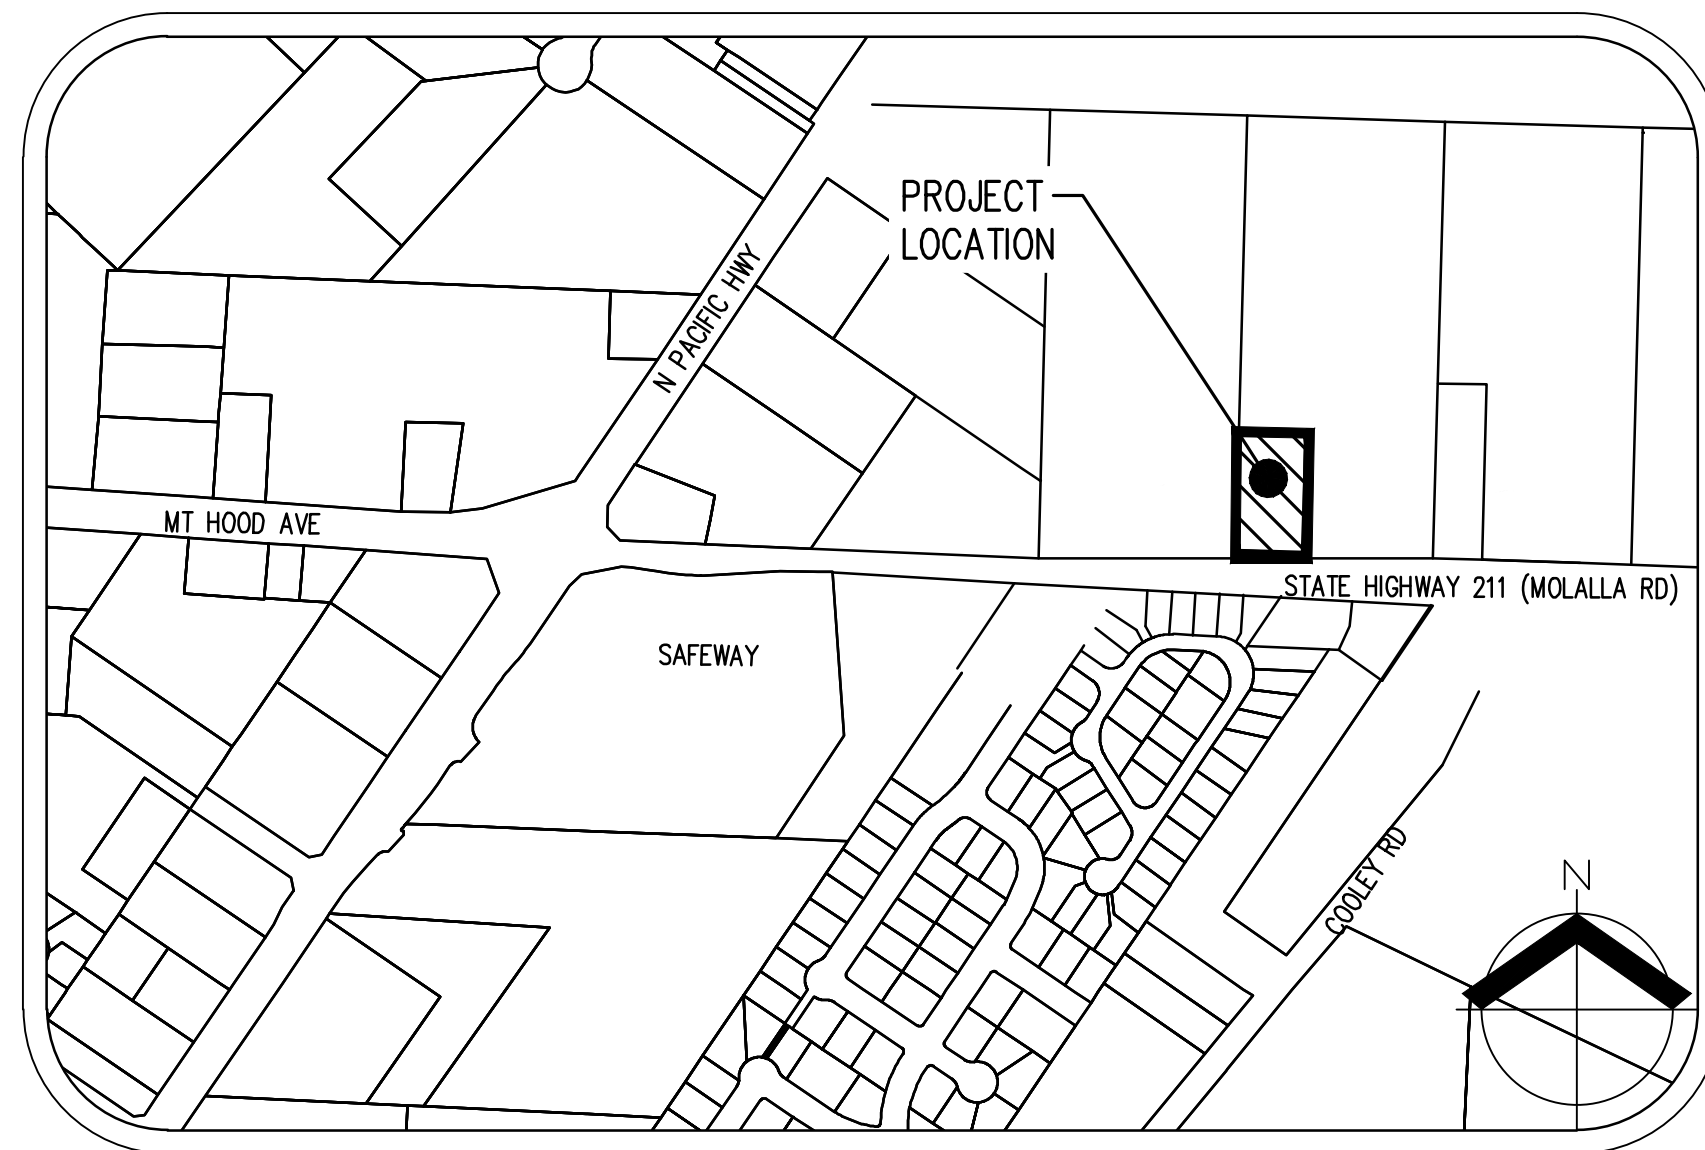 PROJECT
LOCATION
N PACIFIC HWY
MT HOOD AVE
STATE HIGHWAY 211 (MOLALLA RD)
SAFEWAY
COOLEY RD
N